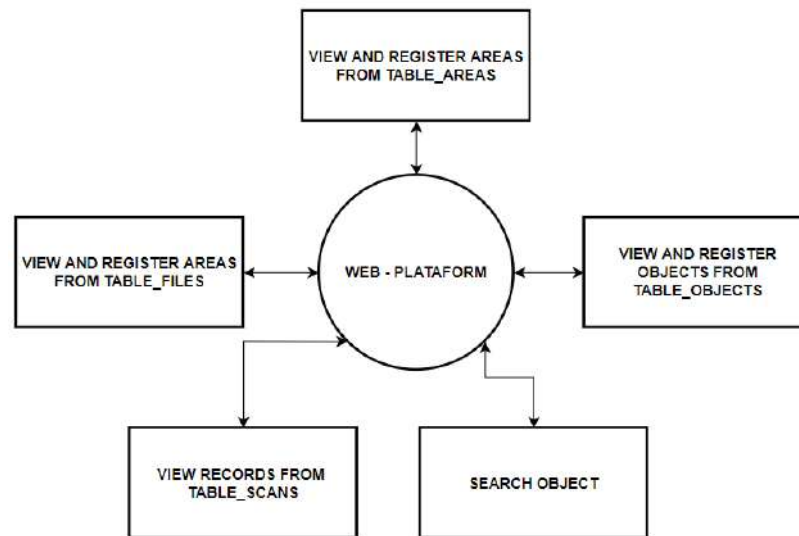 VIEW AND REGISTER AREAS
FROM TABLE_AREAS
VIEW AND REGISTER AREAS
FROM TABLE_FILES
WEB - PLATAFORM
VIEW AND REGISTER
OBJECTS FROM
TABLE_OBJECTS
VIEW RECORDS FROM
TABLE_SCANS
SEARCH OBJECT